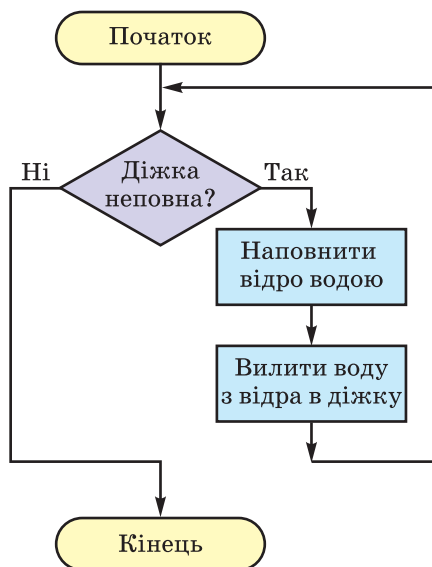 Початок
Ні
Діжка
неповна?
Так
Наповнити
відро водою
Вилити воду
з відра в діжку
Кінець